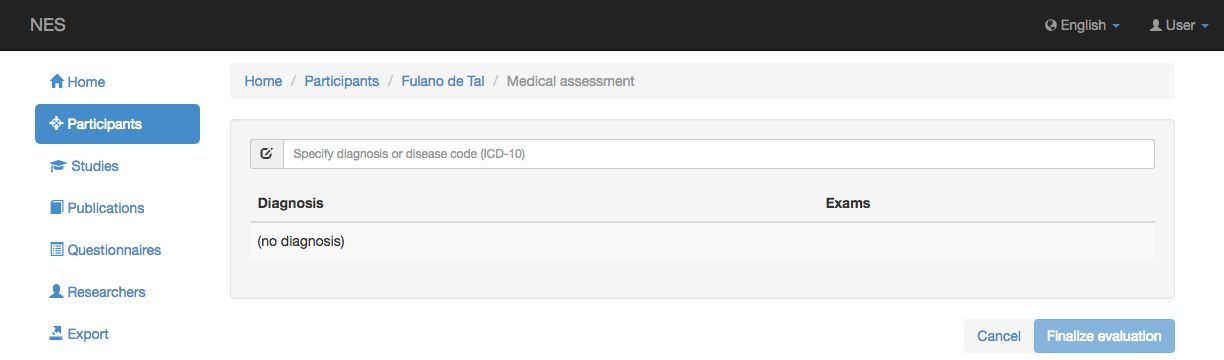 NES English User
Home
Participants
Studies
Publications
Questionnaires
Researchers
Export
Home / Participants / Fulano de Tal / Medical assessment
Specify diagnosis or disease code (ICD-10)
Diagnosis Exams
(no diagnosis)
Cancel Finalize evaluation